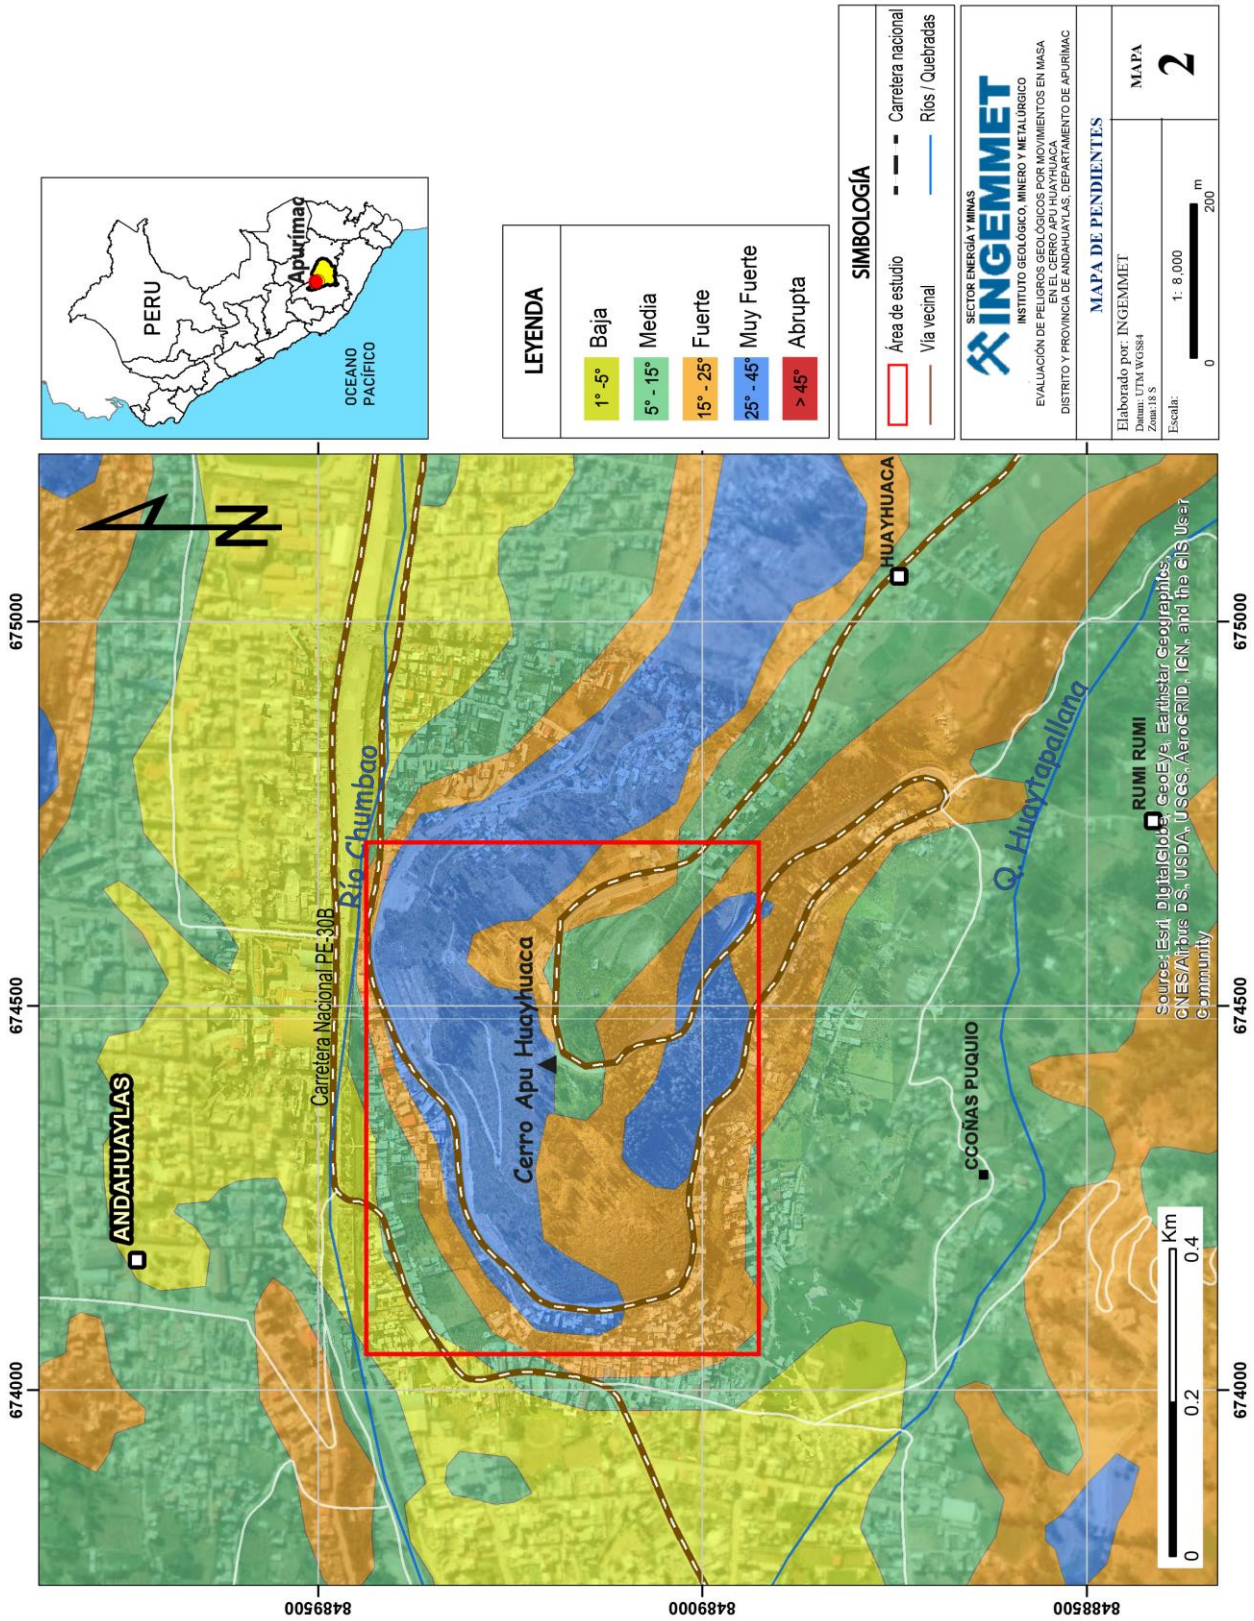 674000
674500
675000
674000
674500
675000
8489500
8489000
8488500
N
ANDAHUAYLAS
Carretera Nacional PE-30B
Río Chumbao
Cerro Apu Huayhuaca
HUAYHUACA
CCOÑAS PUQUIO
Q. Huaytapallana
RUMI RUMI
Source: Esri, DigitalGlobe, GeoEye, Earthstar Geographics,
CNES/Airbus DS, USDA, USGS, AeroGRID, IGN, and the GIS User
Community
0 0.2 0.4
Km
PERU
Apurímac
OCEANO
PACÍFICO
LEYENDA
1° -5° Baja
5° - 15° Media
15° - 25° Fuerte
25° - 45° Muy Fuerte
> 45° Abrupta
SIMBOLOGÍA
Área de estudio
Carretera nacional
Vía vecinal
Ríos / Quebradas
SECTOR ENERGÍA Y MINAS
INGEMMET
INSTITUTO GEOLÓGICO, MINERO Y METALÚRGICO
EVALUACIÓN DE PELIGROS GEOLÓGICOS POR MOVIMIENTOS EN MASA
EN EL CERRO APU HUAYHUACA
DISTRITO Y PROVINCIA DE ANDAHUAYLAS, DEPARTAMENTO DE APURÍMAC
MAPA DE PENDIENTES
Elaborado por: INGEMMET
Datum: UTM WGS84
Zona:18 S
Escala:
1: 8,000
0 200
m
MAPA
2